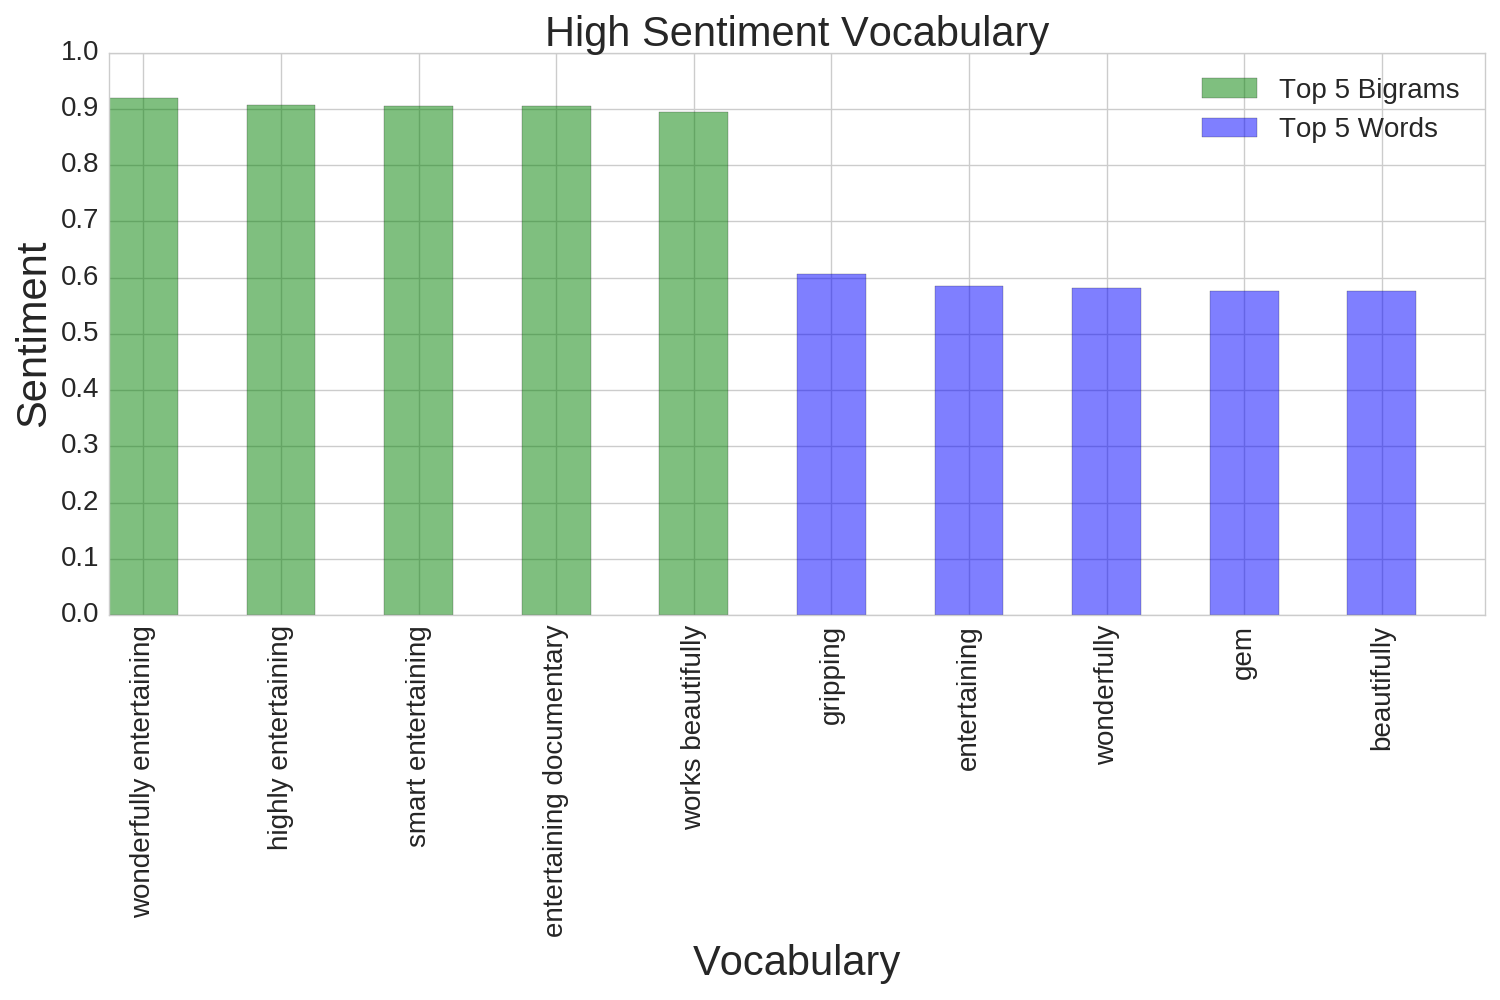 High Sentiment Vocabulary
1.0
0.9
0.8
0.7
0.6
0.5
0.4
0.3
0.2
0.1
0.0
Sentiment
Top 5 Bigrams
Top 5 Words
wonderfully entertaining
highly entertaining
smart entertaining
entertaining documentary
works beautifully
gripping
entertaining
wonderfully
gem
beautifully
Vocabulary